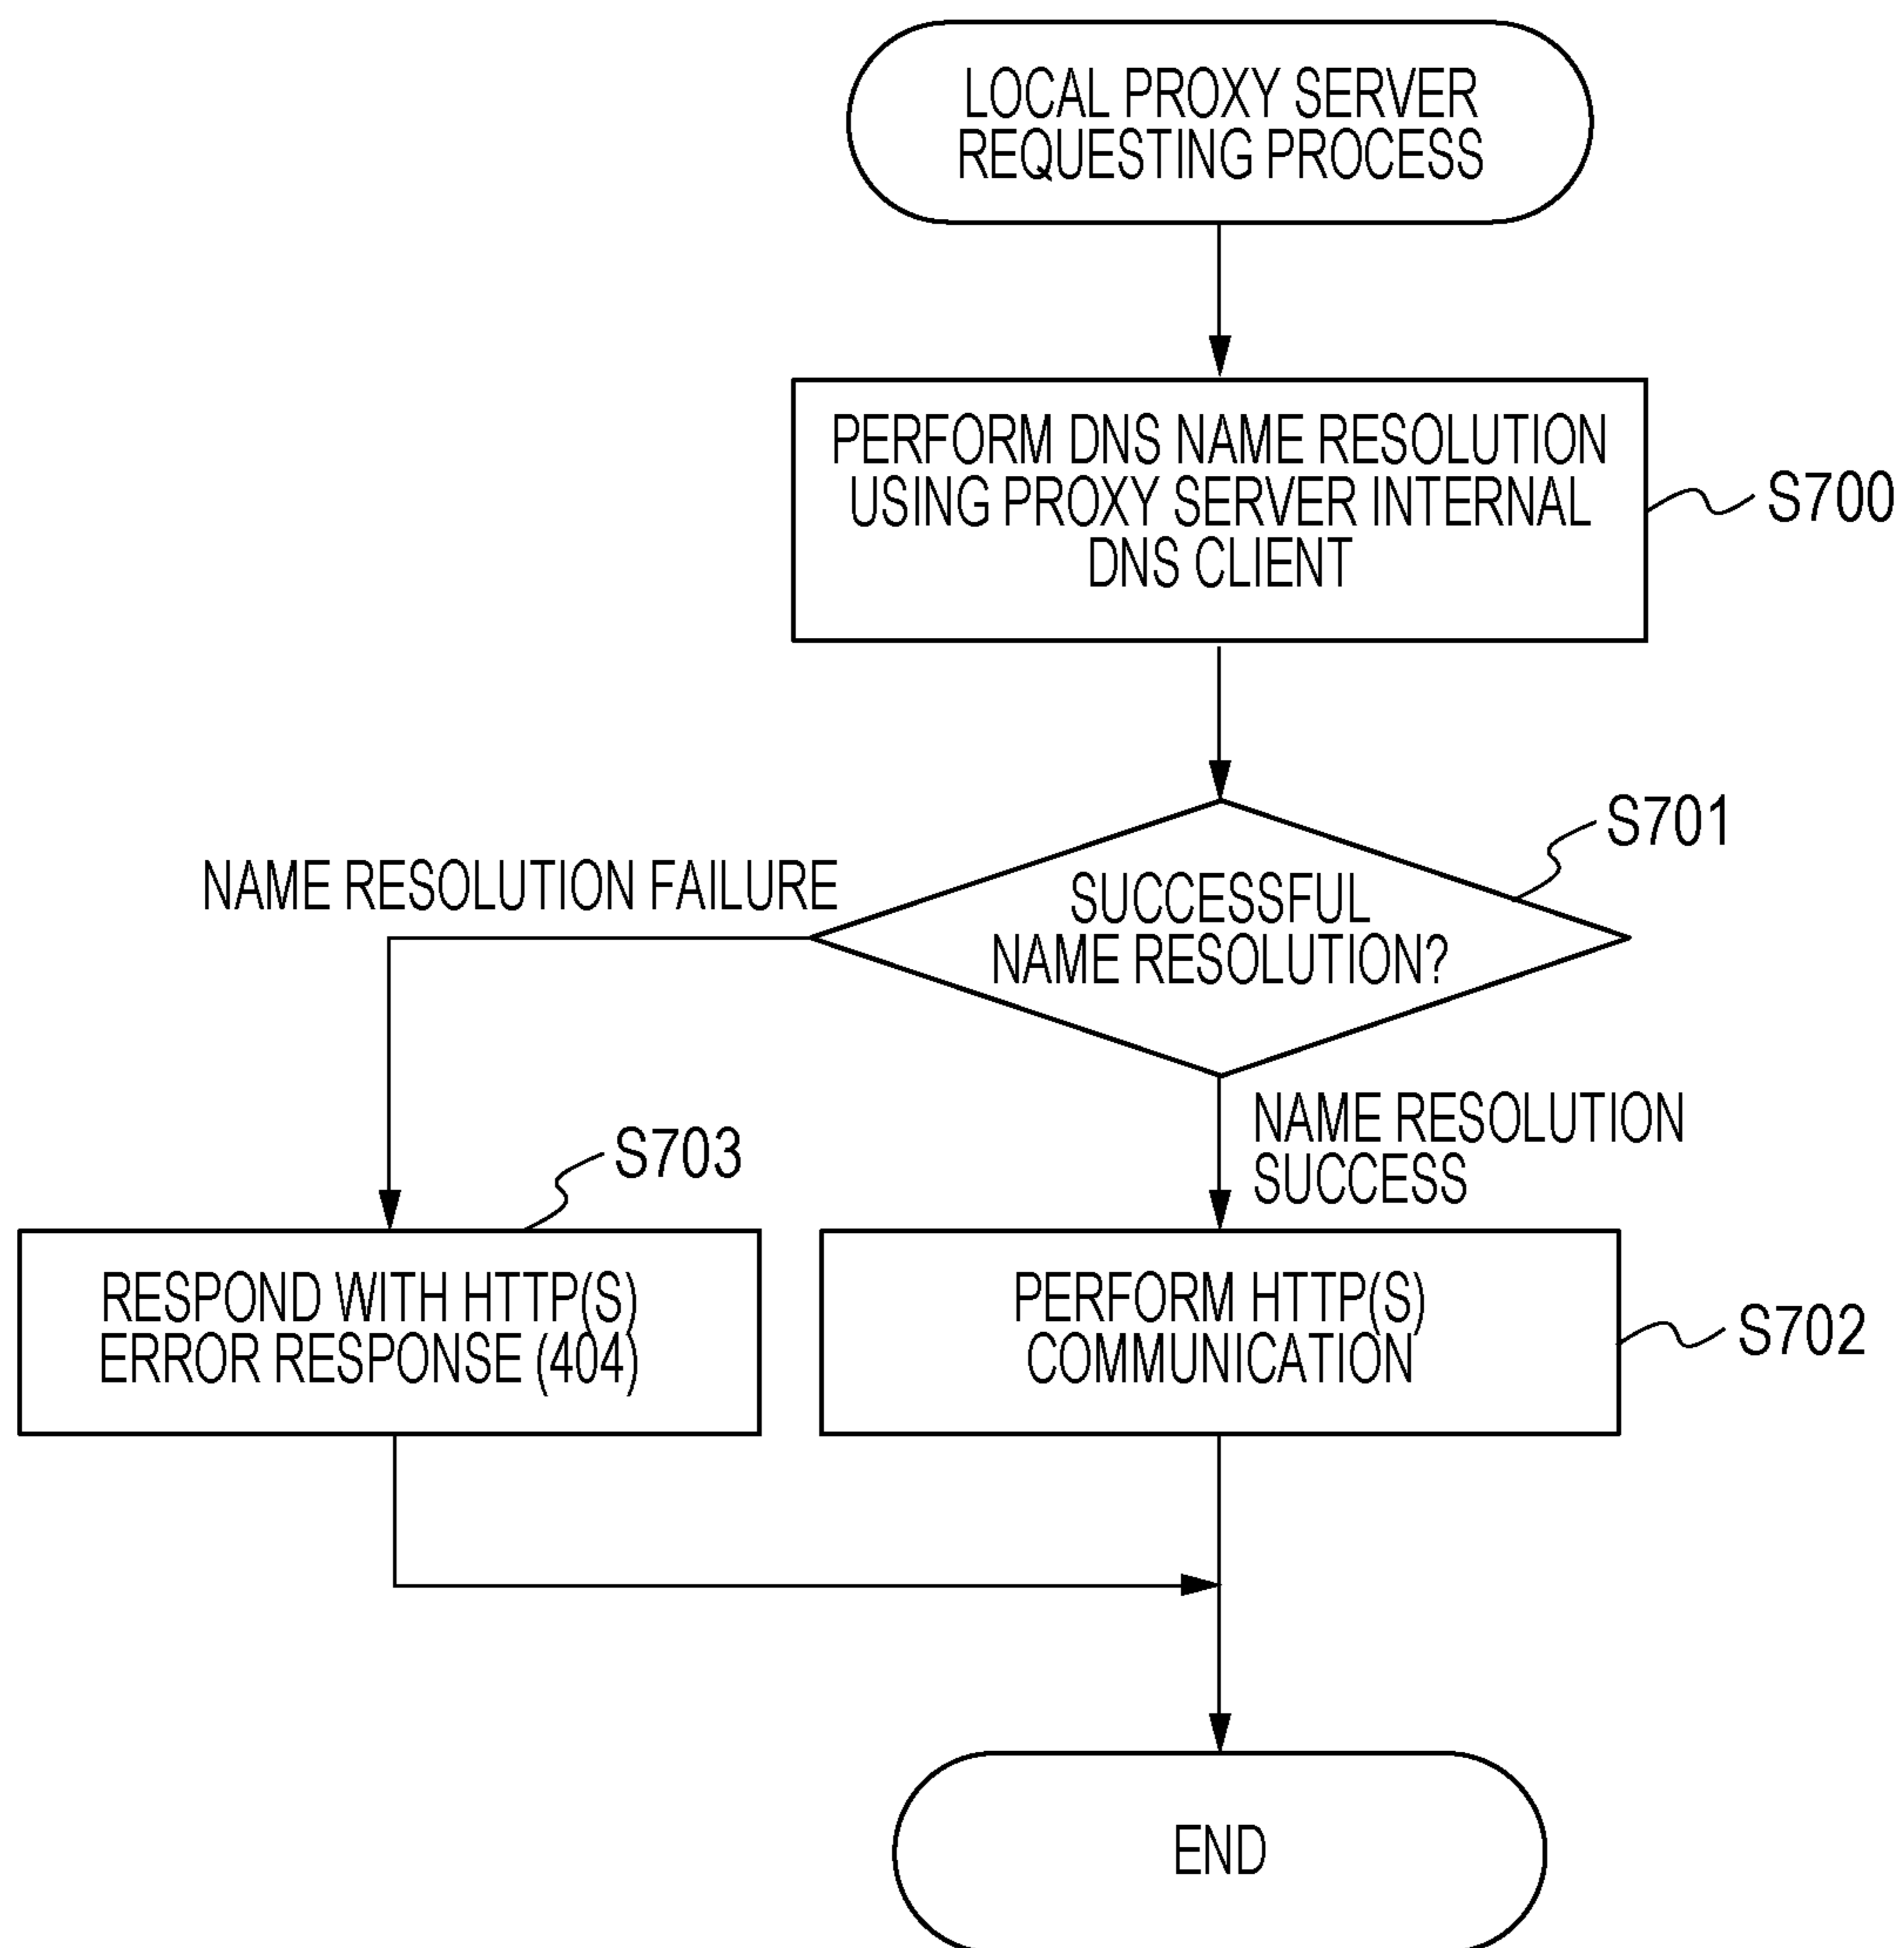 LOCAL PROXY SERVER
REQUESTING PROCESS
PERFORM DNS NAME RESOLUTION
USING PROXY SERVER INTERNAL
DNS CLIENT
S700
S701
NAME RESOLUTION FAILURE
SUCCESSFUL
NAME RESOLUTION?
NAME RESOLUTION
SUCCESS
S703
RESPOND WITH HTTP(S)
ERROR RESPONSE (404)
PERFORM HTTP(S)
COMMUNICATION
S702
END